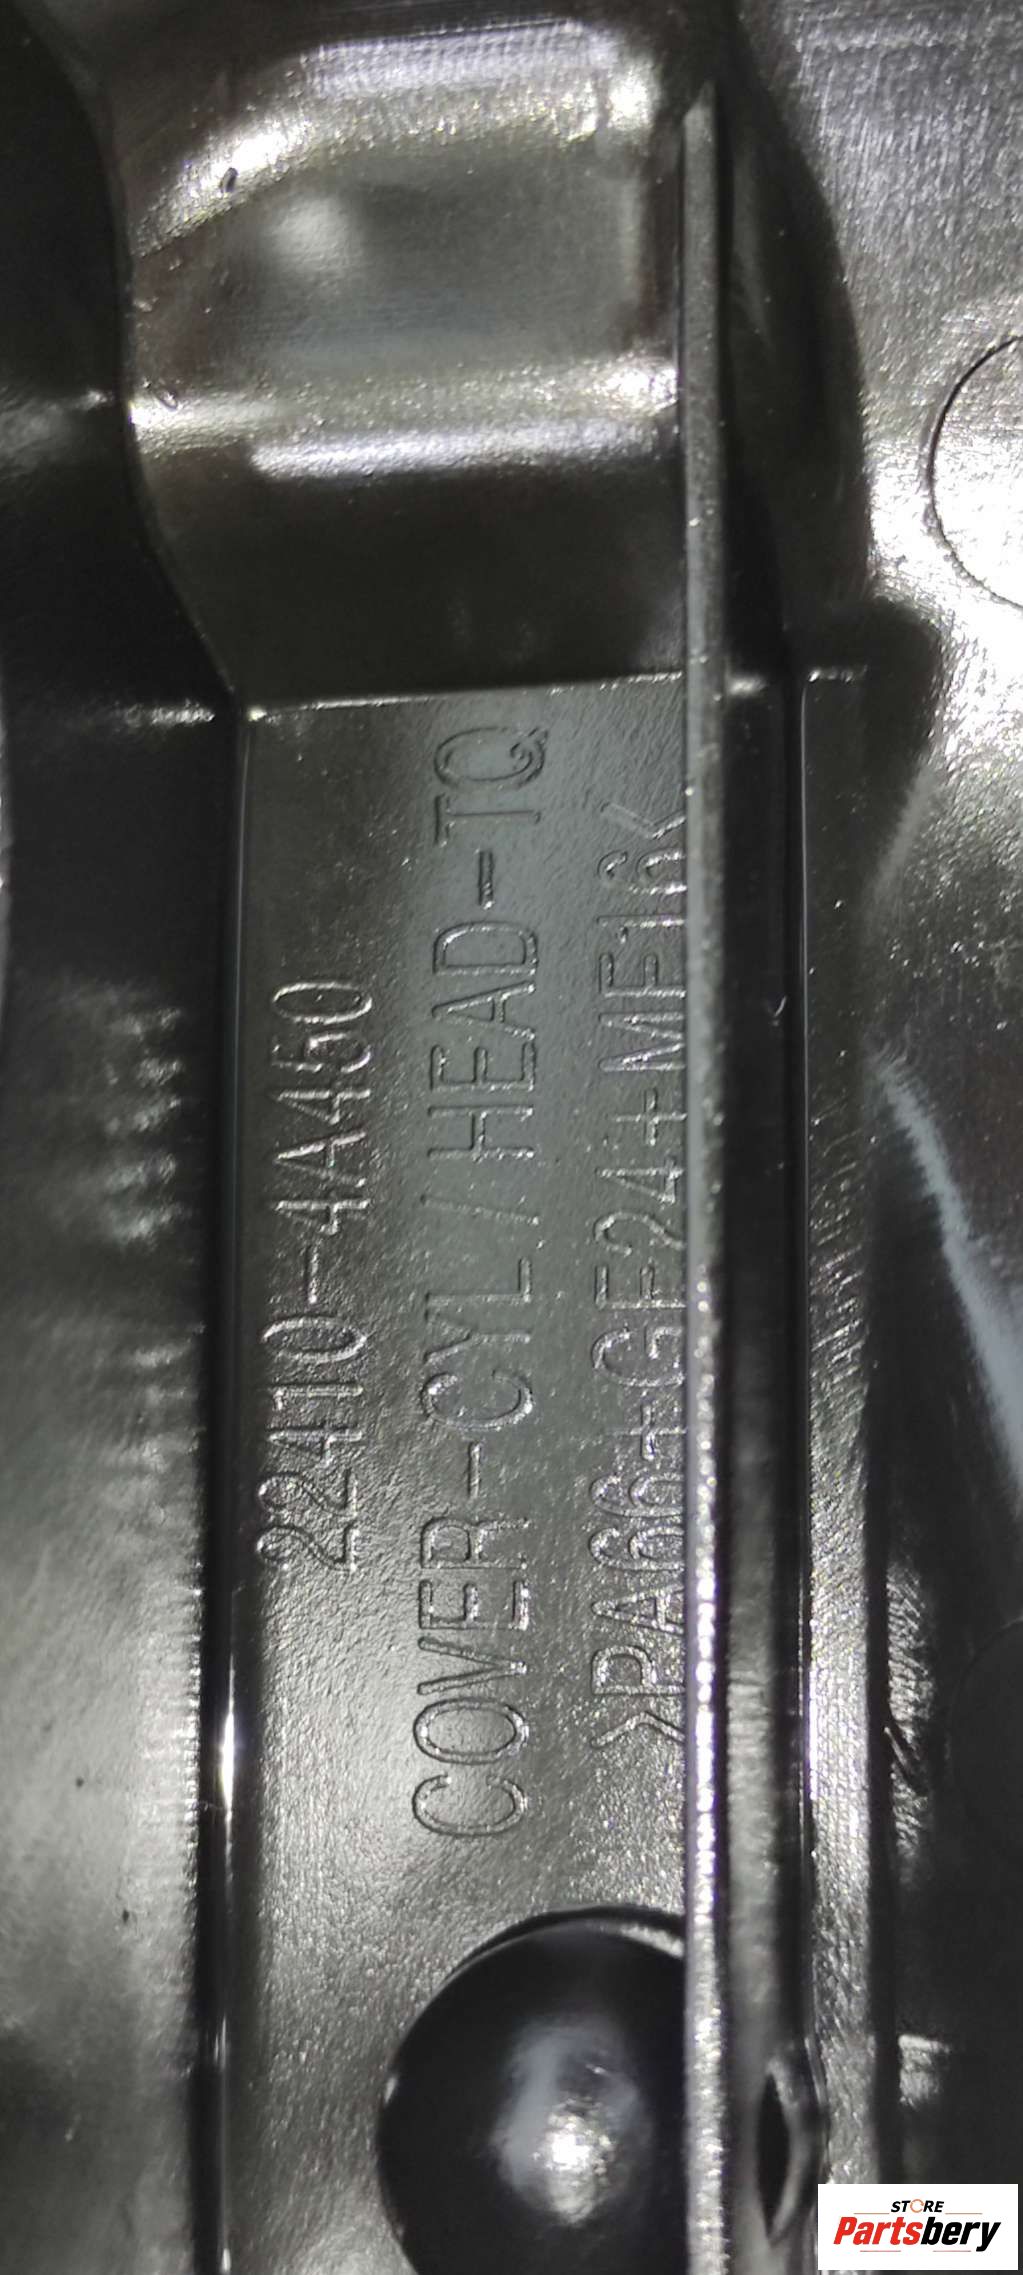 22410-4A450
COVER-CYL/HEAD-TQ
>PA66+GF24+MF16<
STORE
Partsbery